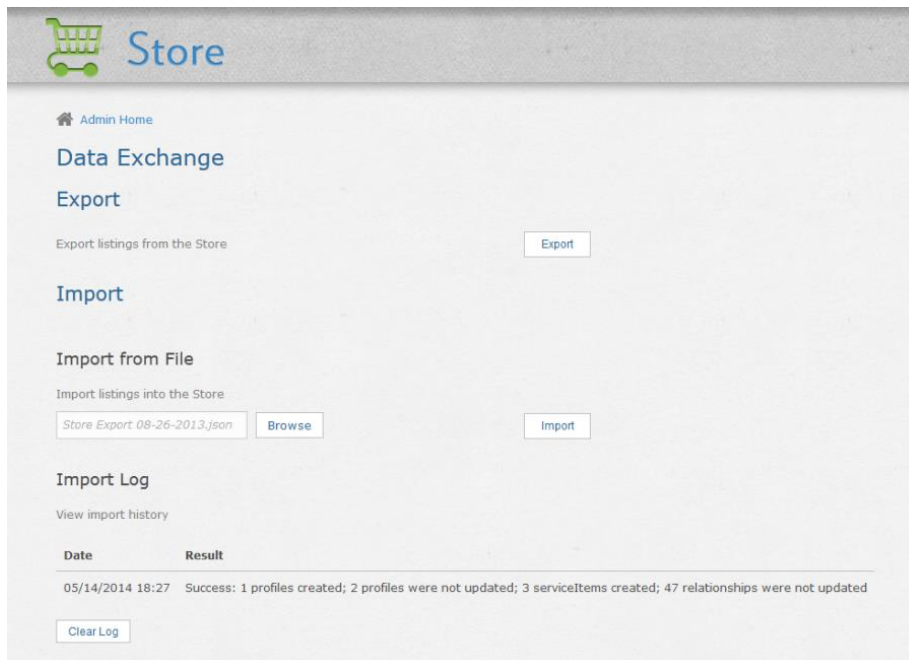 Store
Admin Home
Data Exchange
Export
Export listings from the Store
Export
Import
Import from File
Import listings into the Store
Store Export 08-26-2013.json
Browse
Import
Import Log
View import history
Date Result
05/14/2014 18:27 Success: 1 profiles created; 2 profiles were not updated; 3 serviceItems created; 47 relationships were not updated
Clear Log